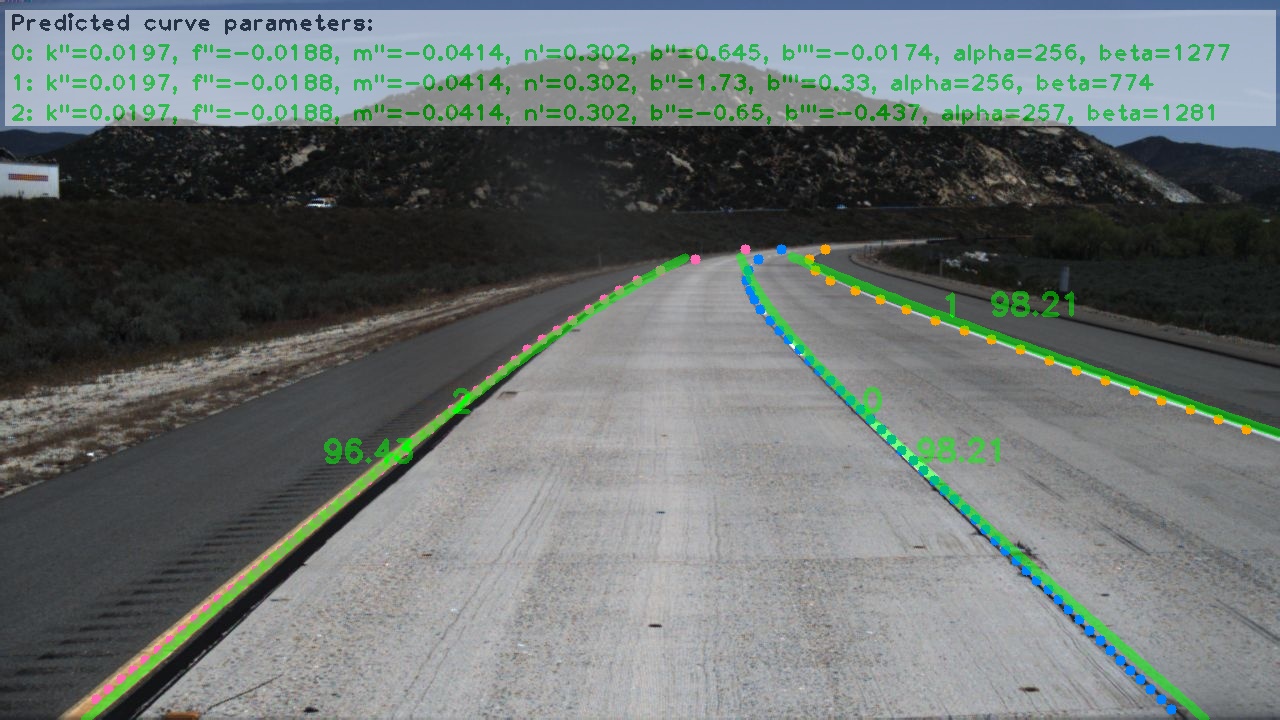 Predicted curve parameters:
0: k''=0.0197, f''=-0.0188, m''=-0.0414, n'=0.302, b''=0.645, b'''=-0.0174, alpha=256, beta=1277
1: k''=0.0197, f''=-0.0188, m''=-0.0414, n'=0.302, b''=1.73, b'''=0.33, alpha=256, beta=774
2: k''=0.0197, f''=-0.0188, m''=-0.0414, n'=0.302, b''=-0.65, b'''=-0.437, alpha=257, beta=1281
1 98.21
2
0
96.43
98.21